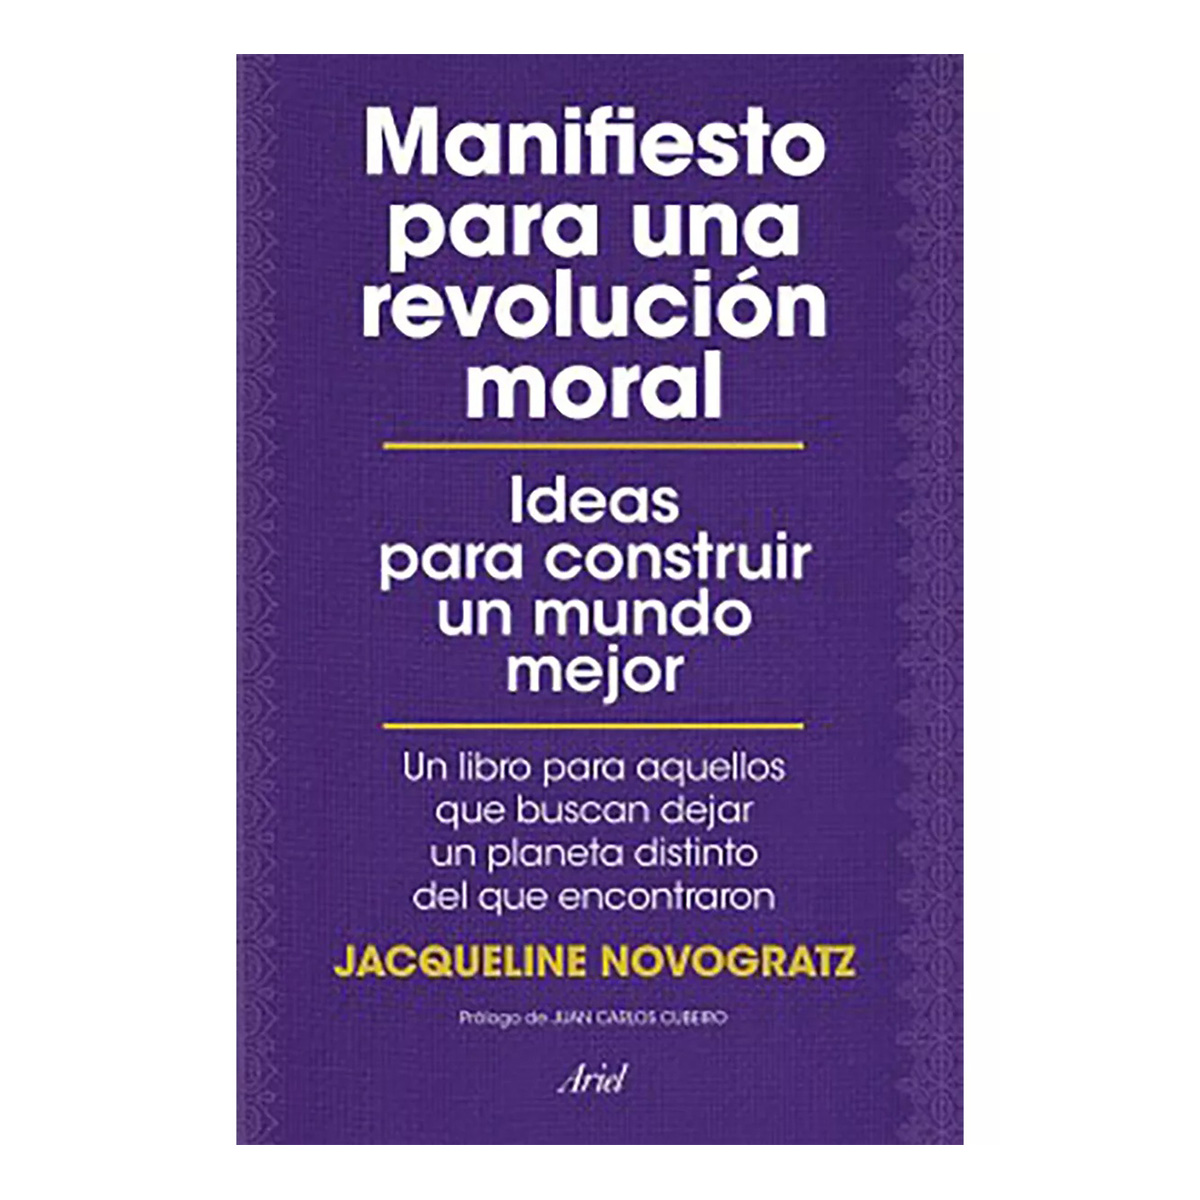 Manifiesto
para una
revolución
moral
Ideas
para construir
un mundo
mejor
Un libro para aquellos
que buscan dejar
un planeta distinto
del que encontraron
JACQUELINE NOVOGRATZ
Prólogo de JUAN CARLOS CUBEIRO
Ariel